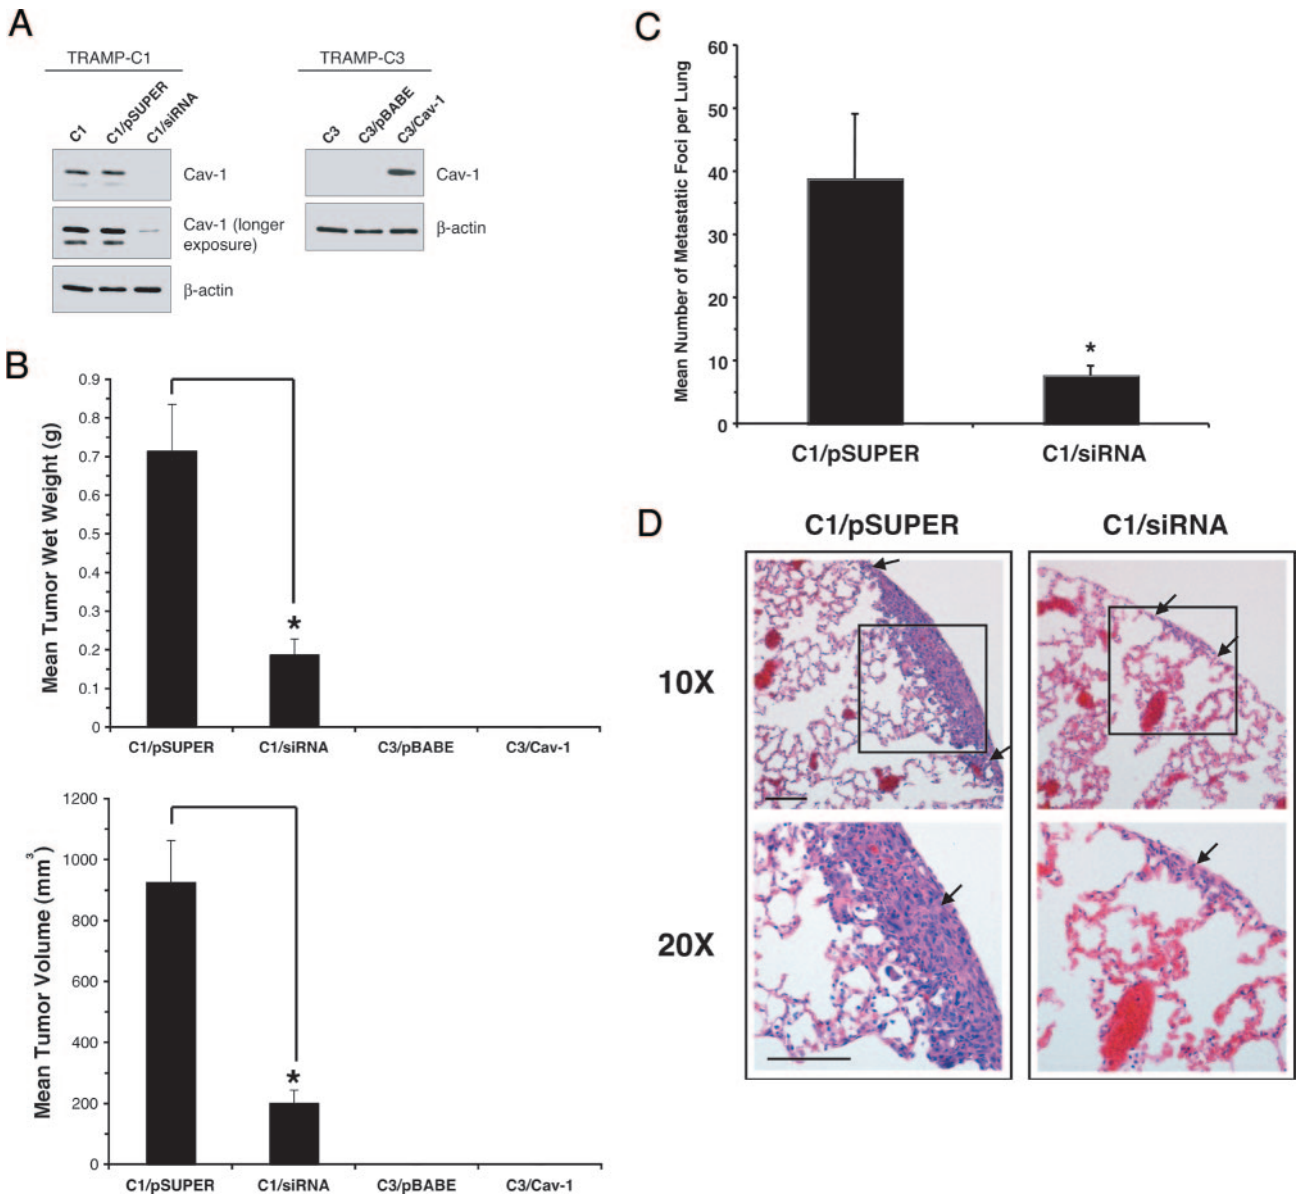 A
TRAMP-C1
C1
C1/pSUPER
C1/siRNA
Cav-1
Cav-1 (longer
exposure)
β-actin
TRAMP-C3
C3
C3/pBABE
C3/Cav-1
Cav-1
β-actin
B
Mean Tumor Wet Weight (g)
0.9
0.8
0.7
0.6
0.5
0.4
0.3
0.2
0.1
0
*
C1/pSUPER
C1/siRNA
C3/pBABE
C3/Cav-1
Mean Tumor Volume (mm³)
1200
1000
800
600
400
200
0
*
C1/pSUPER
C1/siRNA
C3/pBABE
C3/Cav-1
C
Mean Number of Metastatic Foci per Lung
60
50
40
30
20
10
0
*
C1/pSUPER
C1/siRNA
D
C1/pSUPER
C1/siRNA
10X
20X